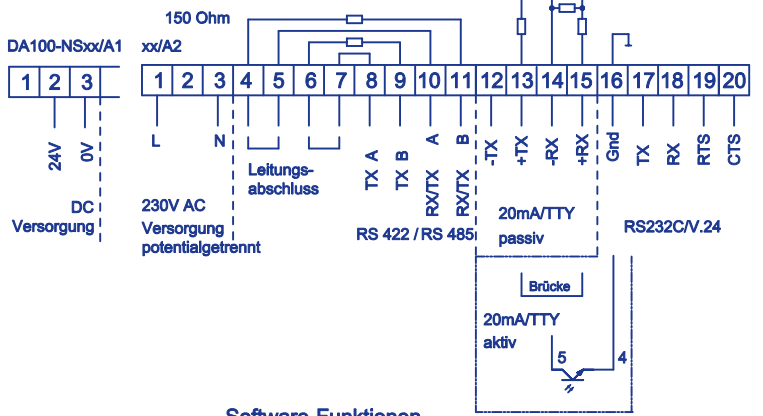 150 Ohm
DA100-NSxx/A1 xx/A2
1 2 3 1 2 3 4 5 6 7 8 9 10 11 12 13 14 15 16 17 18 19 20
24V
0V
L
N
Leitungs-
abschluss
TX A
TX B
RX/TX A
RX/TX B
-TX
+TX
-RX
+RX
Gnd
TX
RX
RTS
CTS
DC
Versorgung
230V AC
Versorgung
potentialgetrennt
RS 422 / RS 485
20mA/TTY
passiv
RS232C/V.24
Brücke
20mA/TTY
aktiv
5 4
Software-Funktionen